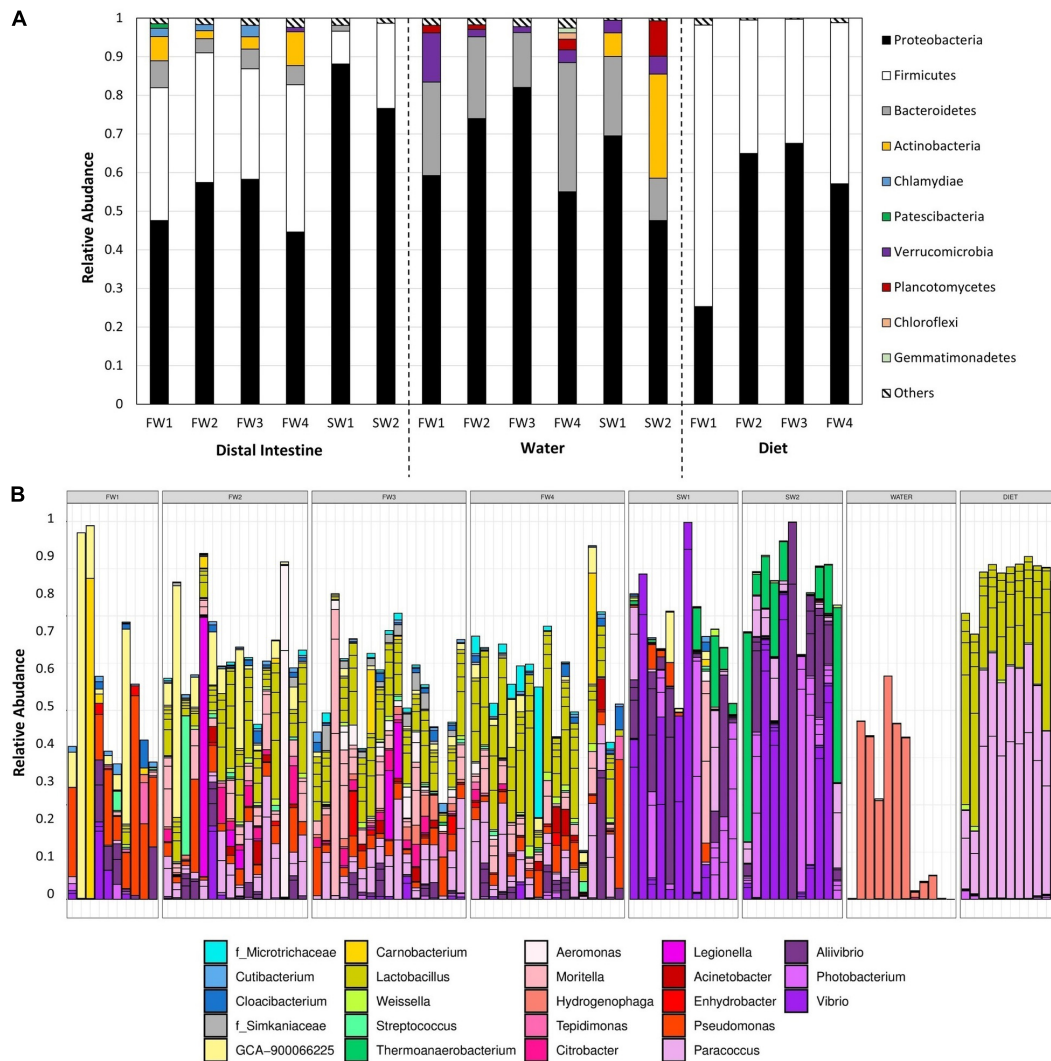 A
Relative Abudance
1
0.9
0.8
0.7
0.6
0.5
0.4
0.3
0.2
0.1
0
FW1 FW2 FW3 FW4 SW1 SW2 FW1 FW2 FW3 FW4 SW1 SW2 FW1 FW2 FW3 FW4
Distal Intestine Water Diet
Proteobacteria
Firmicutes
Bacteroidetes
Actinobacteria
Chlamydiae
Patescibacteria
Verrucomicrobia
Plancotomycetes
Chloroflexi
Gemmatimonadetes
Others
B
FW1 FW2 FW3 FW4 SW1 SW2 WATER DIET
Relative Abudance
1
0.9
0.8
0.7
0.6
0.5
0.4
0.3
0.2
0.1
0
f_Microtrichaceae Carnobacterium Aeromonas Legionella Aliivibrio
Cutibacterium Lactobacillus Moritella Acinetobacter Photobacterium
Cloacibacterium Weissella Hydrogenophaga Enhydrobacter Vibrio
f_Simkaniaceae Streptococcus Tepidimonas Pseudomonas
GCA-900066225 Thermoanaerobacterium Citrobacter Paracoccus